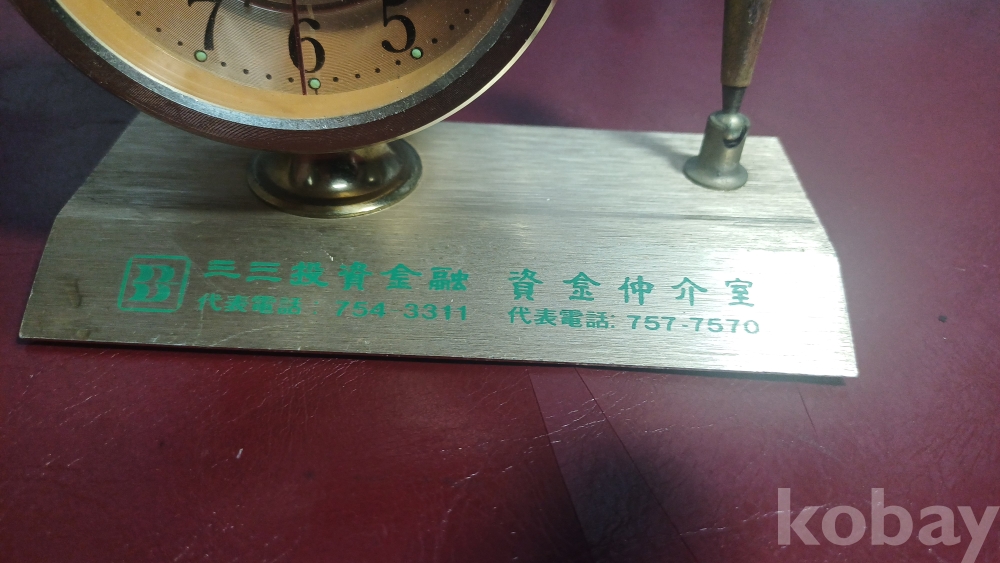 7 6 5
三三投資金融 資金仲介室
代表電話 : 754-3311 代表電話: 757-7570
kobay